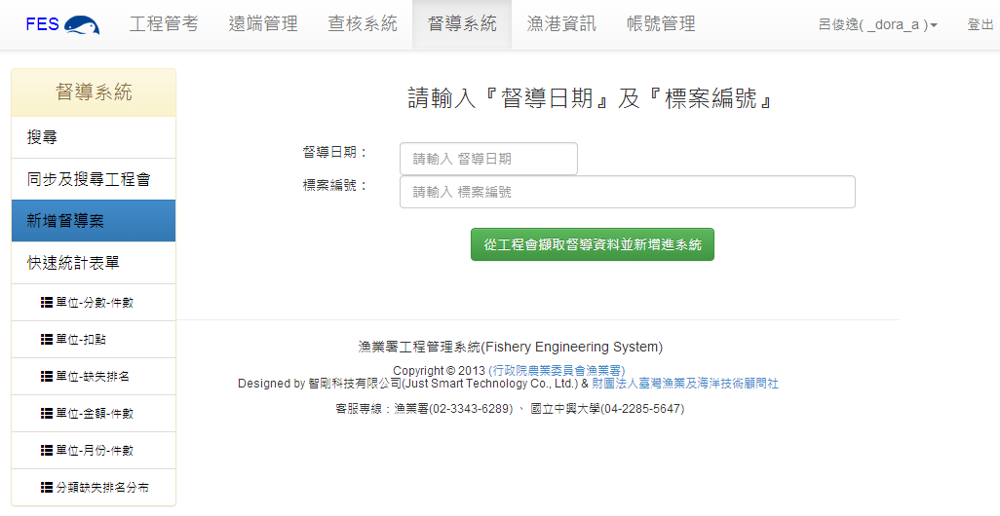 FES 工程管考 遠端管理 查核系統 督導系統 漁港資訊 帳號管理 呂俊逸( _dora_a ) 登出
督導系統
搜尋
同步及搜尋工程會
新增督導案
快速統計表單
單位-分數-件數
單位-扣點
單位-缺失排名
單位-金額-件數
單位-月份-件數
分類缺失排名分布
請輸入『督導日期』及『標案編號』
督導日期： 請輸入 督導日期
標案編號： 請輸入 標案編號
從工程會擷取督導資料並新增進系統
漁業署工程管理系統(Fishery Engineering System)
Copyright © 2013 (行政院農業委員會漁業署)
Designed by 智剛科技有限公司(Just Smart Technology Co., Ltd.) & 財團法人臺灣漁業及海洋技術顧問社
客服專線：漁業署(02-3343-6289) 、 國立中興大學(04-2285-5647)